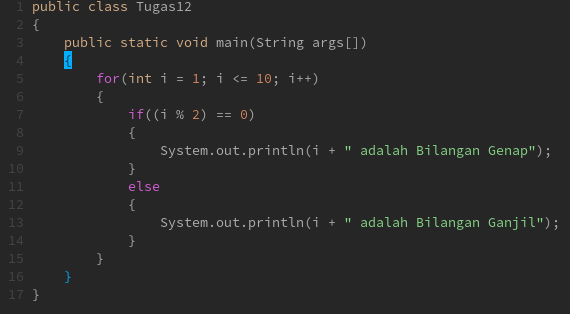 1 public class Tugas12
2 {
3     public static void main(String args[])
4     {
5         for(int i = 1; i <= 10; i++)
6         {
7             if((i % 2) == 0)
8             {
9                 System.out.println(i + " adalah Bilangan Genap");
10             }
11             else
12             {
13                 System.out.println(i + " adalah Bilangan Ganjil");
14             }
15         }
16     }
17 }